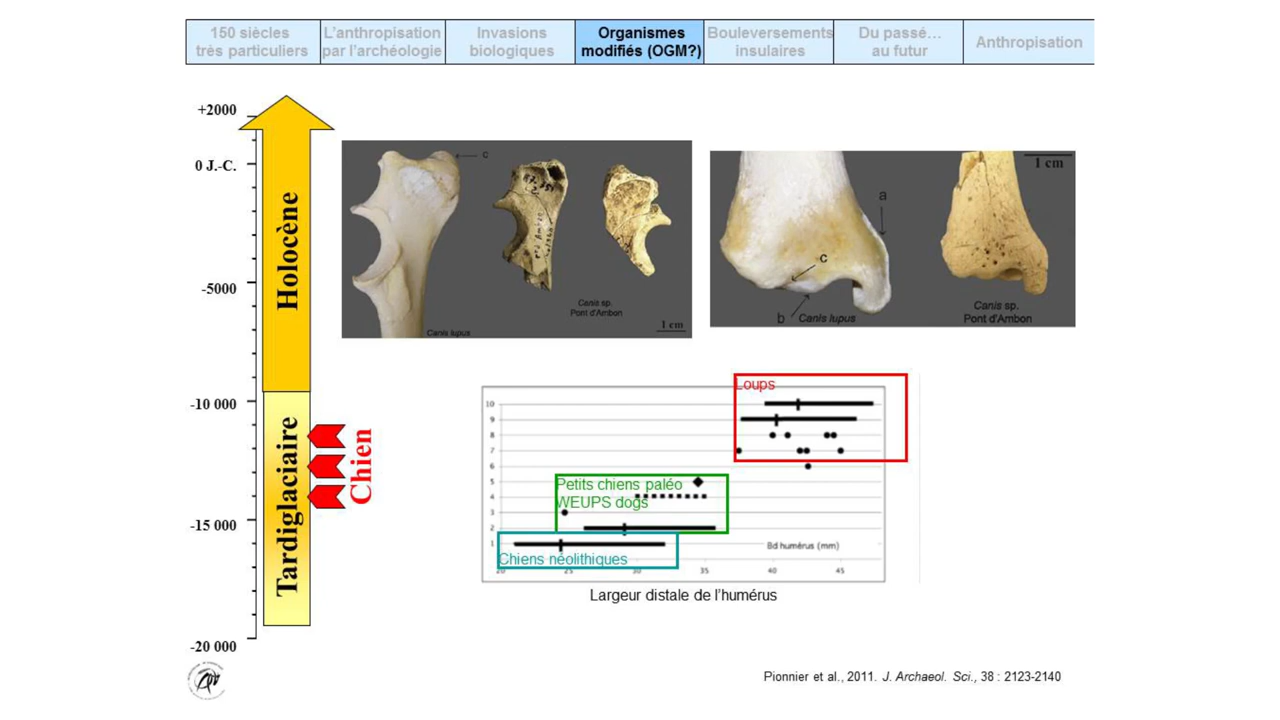 150 siècles
très particuliers
L'anthropisation
par l'archéologie
Invasions
biologiques
Organismes
modifiés (OGM?)
Bouleversements
insulaires
Du passé…
au futur
Anthropisation
+2000
0 J.-C.
-5000
-10 000
-15 000
-20 000
Holocène
Tardiglaciaire
Chien
c
Canis lupus
Canis sp.
Pont d'Ambon
1 cm
a
c
b
Canis lupus
1 cm
Canis sp.
Pont d'Ambon
Loups
10
9
8
7
6
5
4
3
2
1
Petits chiens paléo
WEUPS dogs
Chiens néolithiques
Bd humérus (mm)
20
25
30
35
40
45
Largeur distale de l'humérus
Pionnier et al., 2011. J. Archaeol. Sci., 38 : 2123-2140